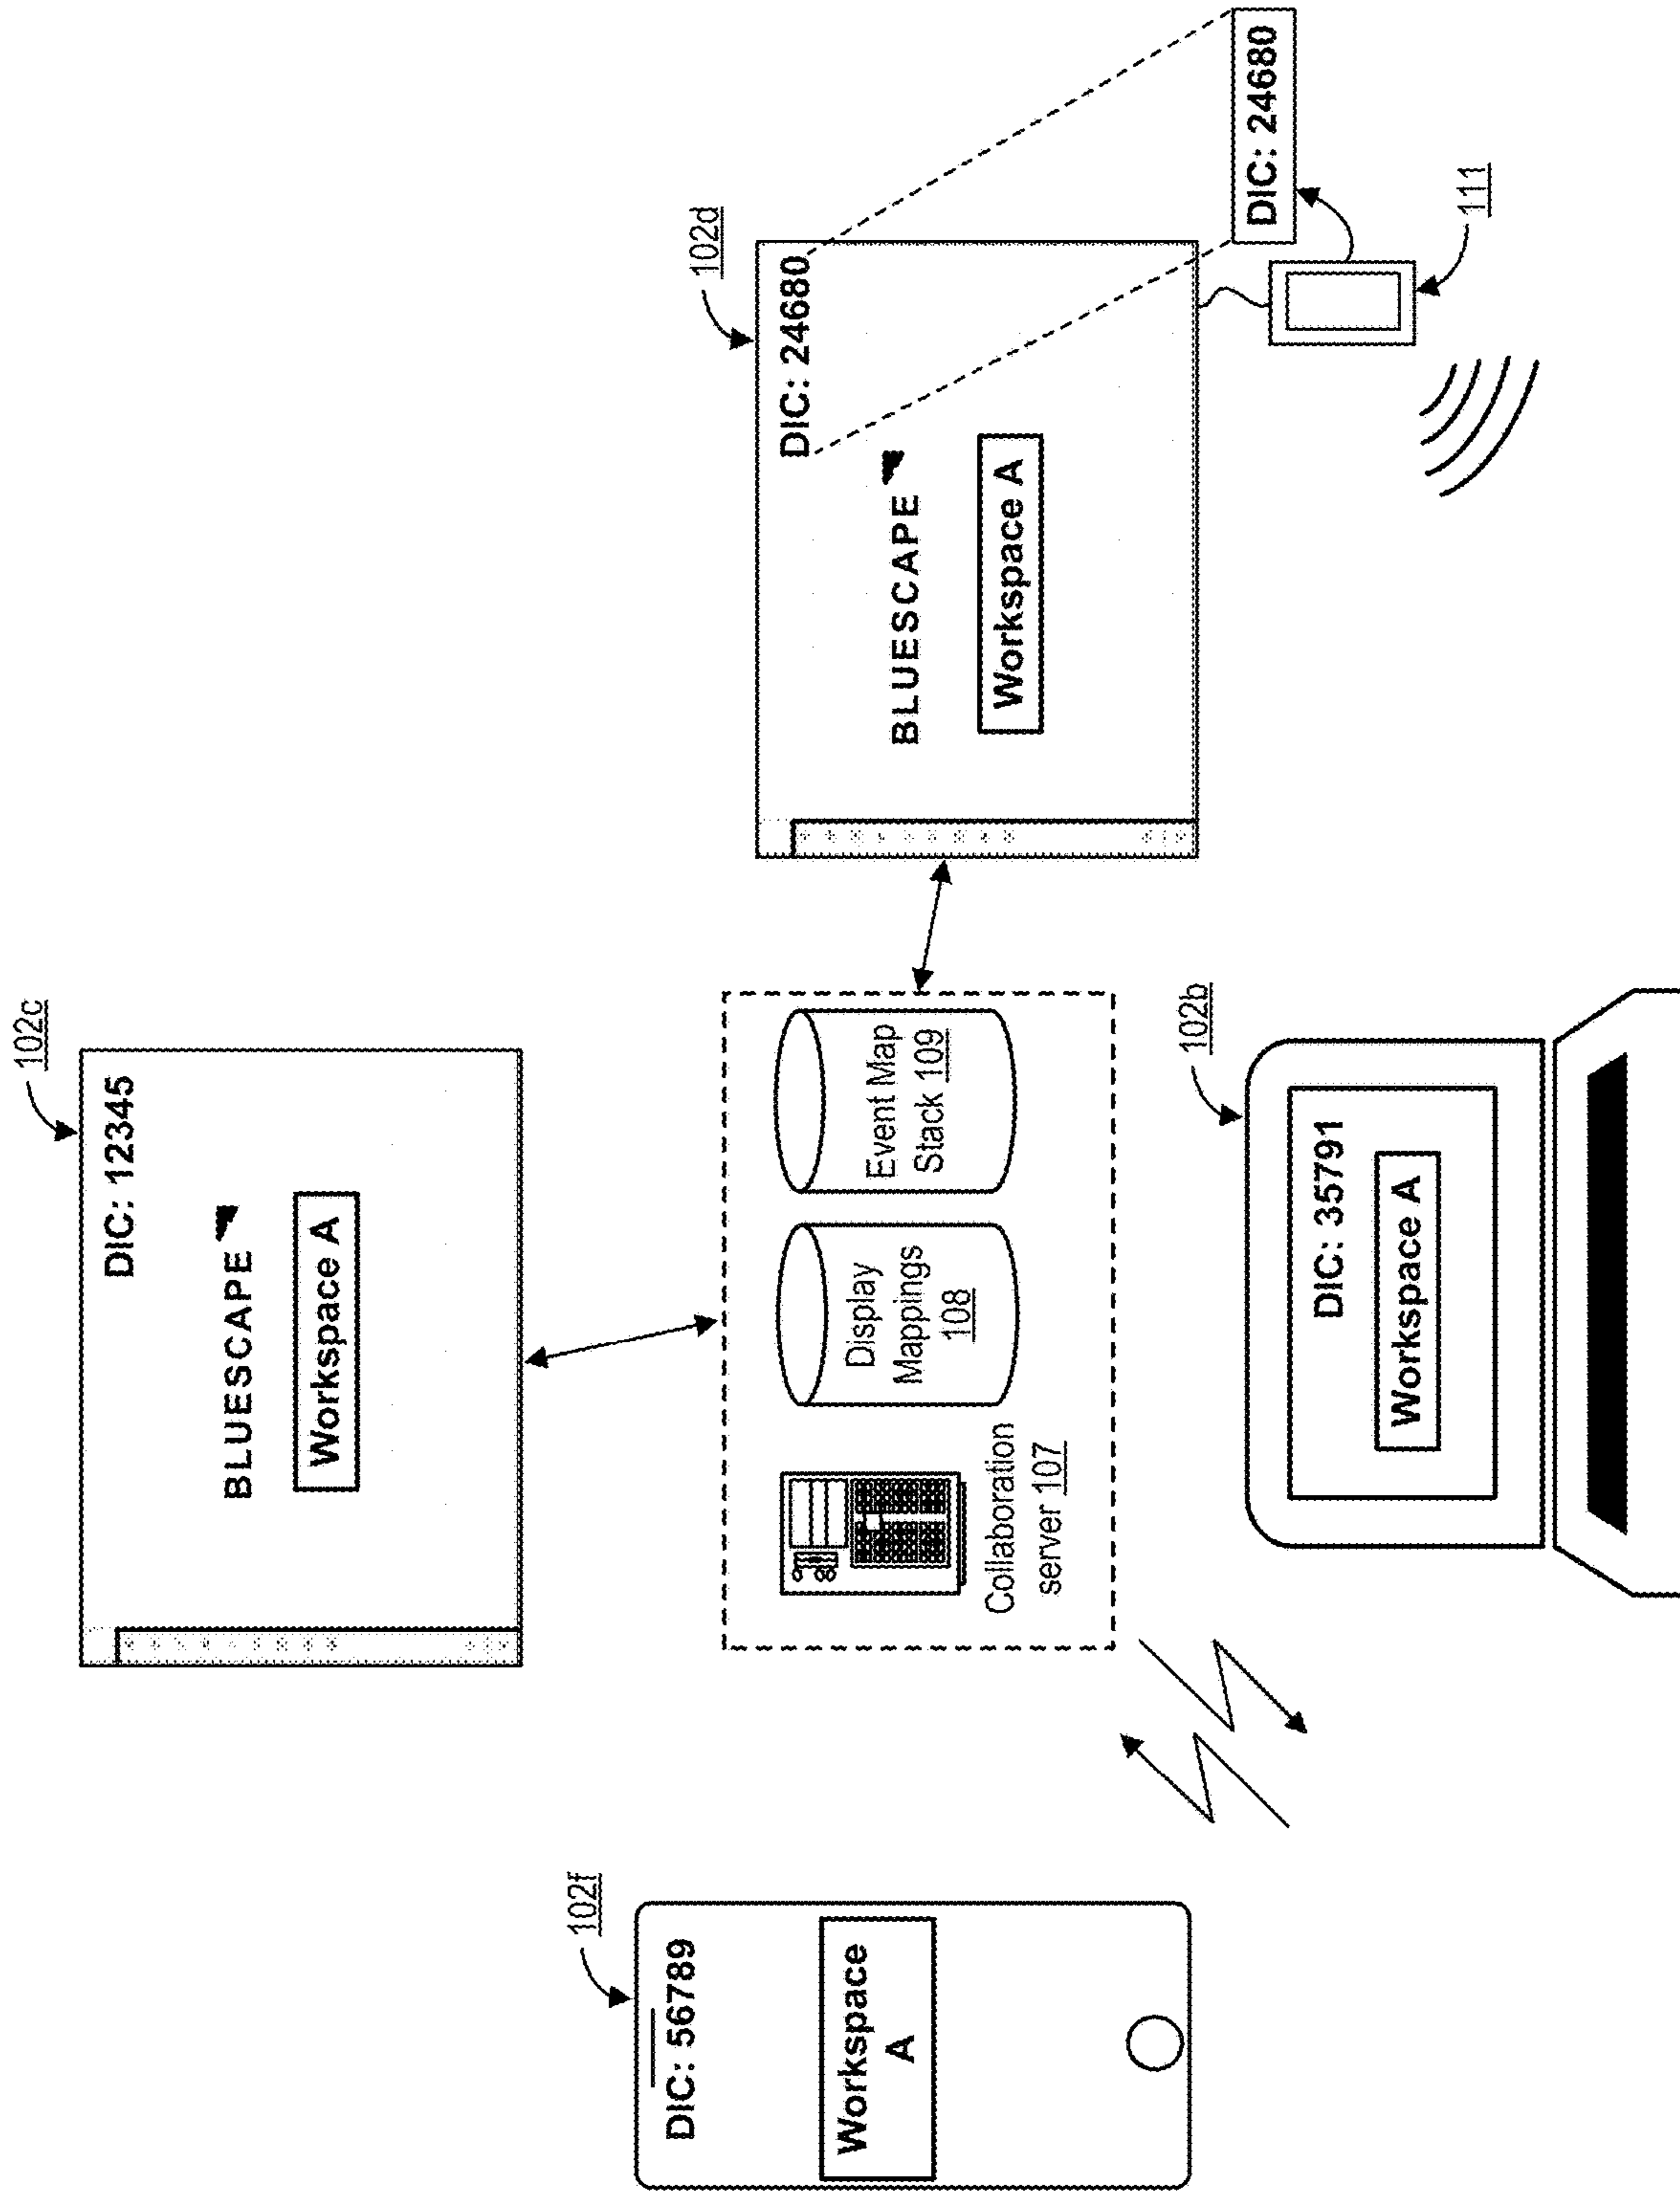 102c
DIC: 12345
BLUESCAPE
Workspace A
102f
DIC: 56789
Workspace
A
Collaboration
server 107
Display
Mappings
108
Event Map
Stack 109
102d
DIC: 24680
BLUESCAPE
Workspace A
DIC: 24680
111
102b
DIC: 35791
Workspace A